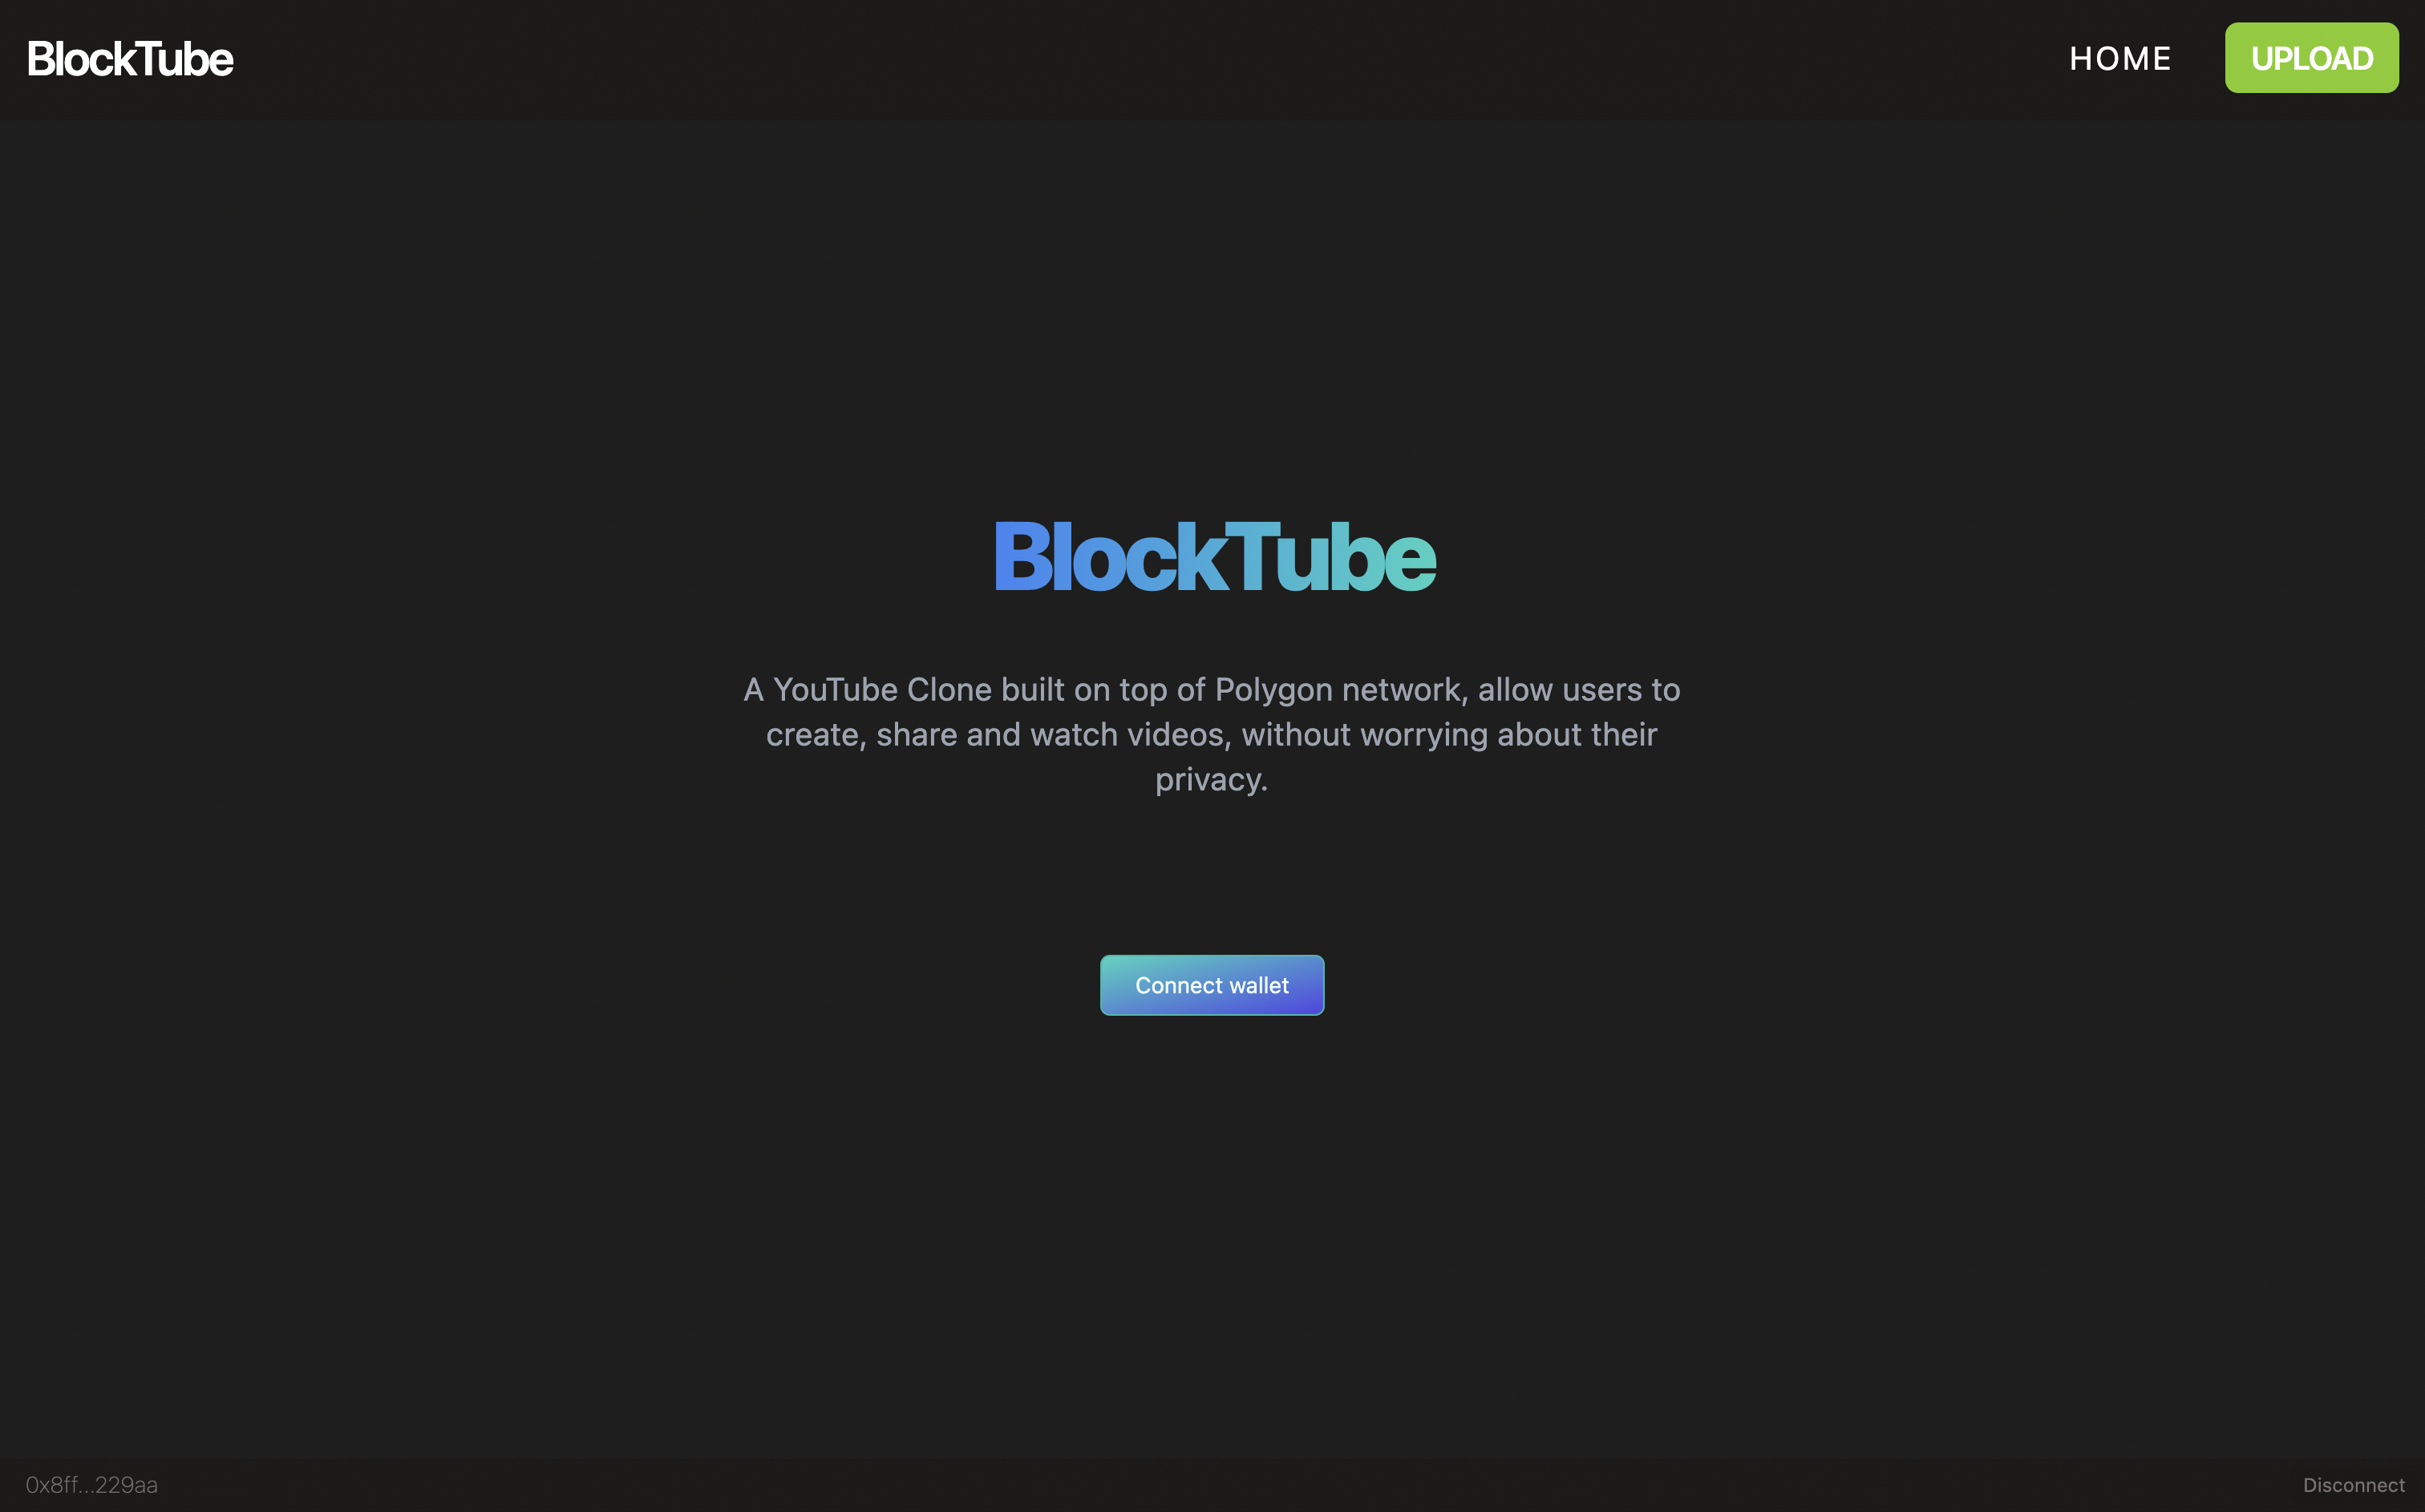 BlockTube
HOME
UPLOAD
BlockTube
A YouTube Clone built on top of Polygon network, allow users to
create, share and watch videos, without worrying about their
privacy.
Connect wallet
0x8ff...229aa
Disconnect